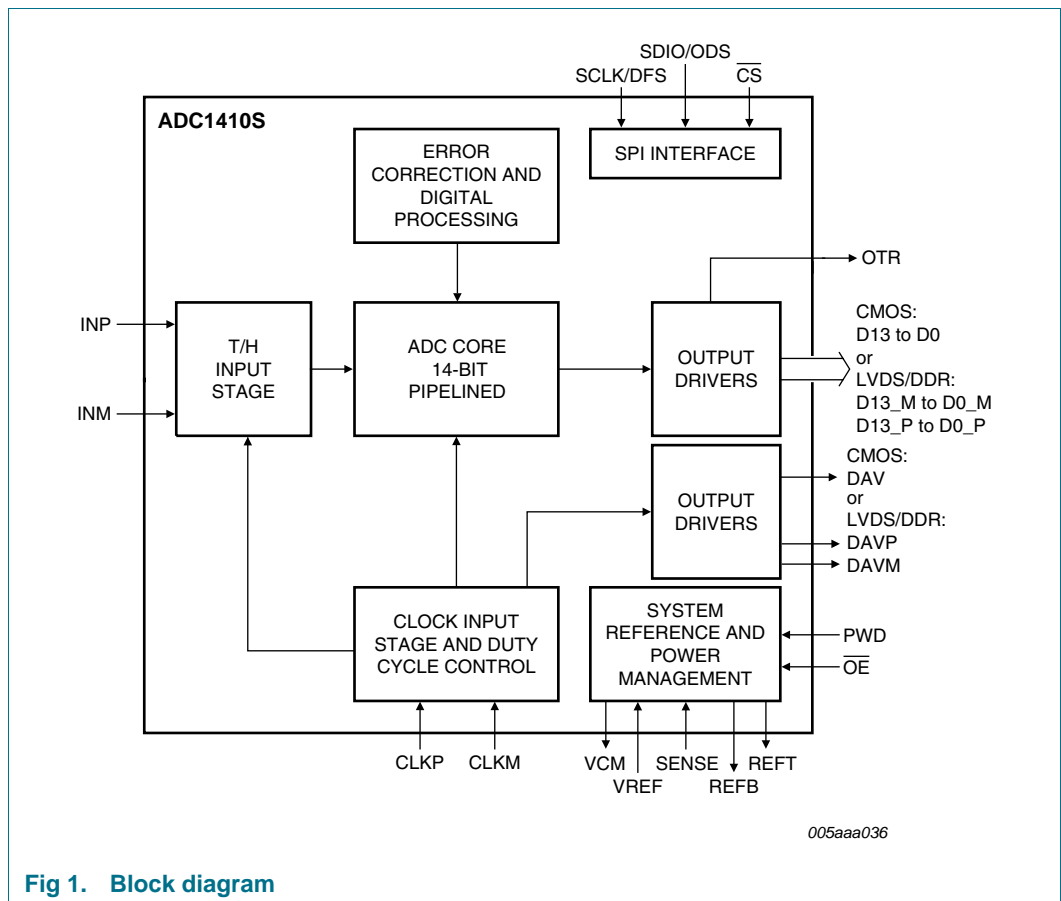 SDIO/ODS
SCLK/DFS
C̅S̅
ADC1410S
ERROR
CORRECTION AND
DIGITAL
PROCESSING
SPI INTERFACE
OTR
INP
INM
T/H
INPUT
STAGE
ADC CORE
14-BIT
PIPELINED
OUTPUT
DRIVERS
CMOS:
D13 to D0
or
LVDS/DDR:
D13_M to D0_M
D13_P to D0_P
OUTPUT
DRIVERS
CMOS:
DAV
or
LVDS/DDR:
DAVP
DAVM
CLOCK INPUT
STAGE AND DUTY
CYCLE CONTROL
SYSTEM
REFERENCE AND
POWER
MANAGEMENT
PWD
O̅E̅
CLKP
CLKM
VCM
VREF
SENSE
REFB
REFT
005aaa036
Fig 1. Block diagram